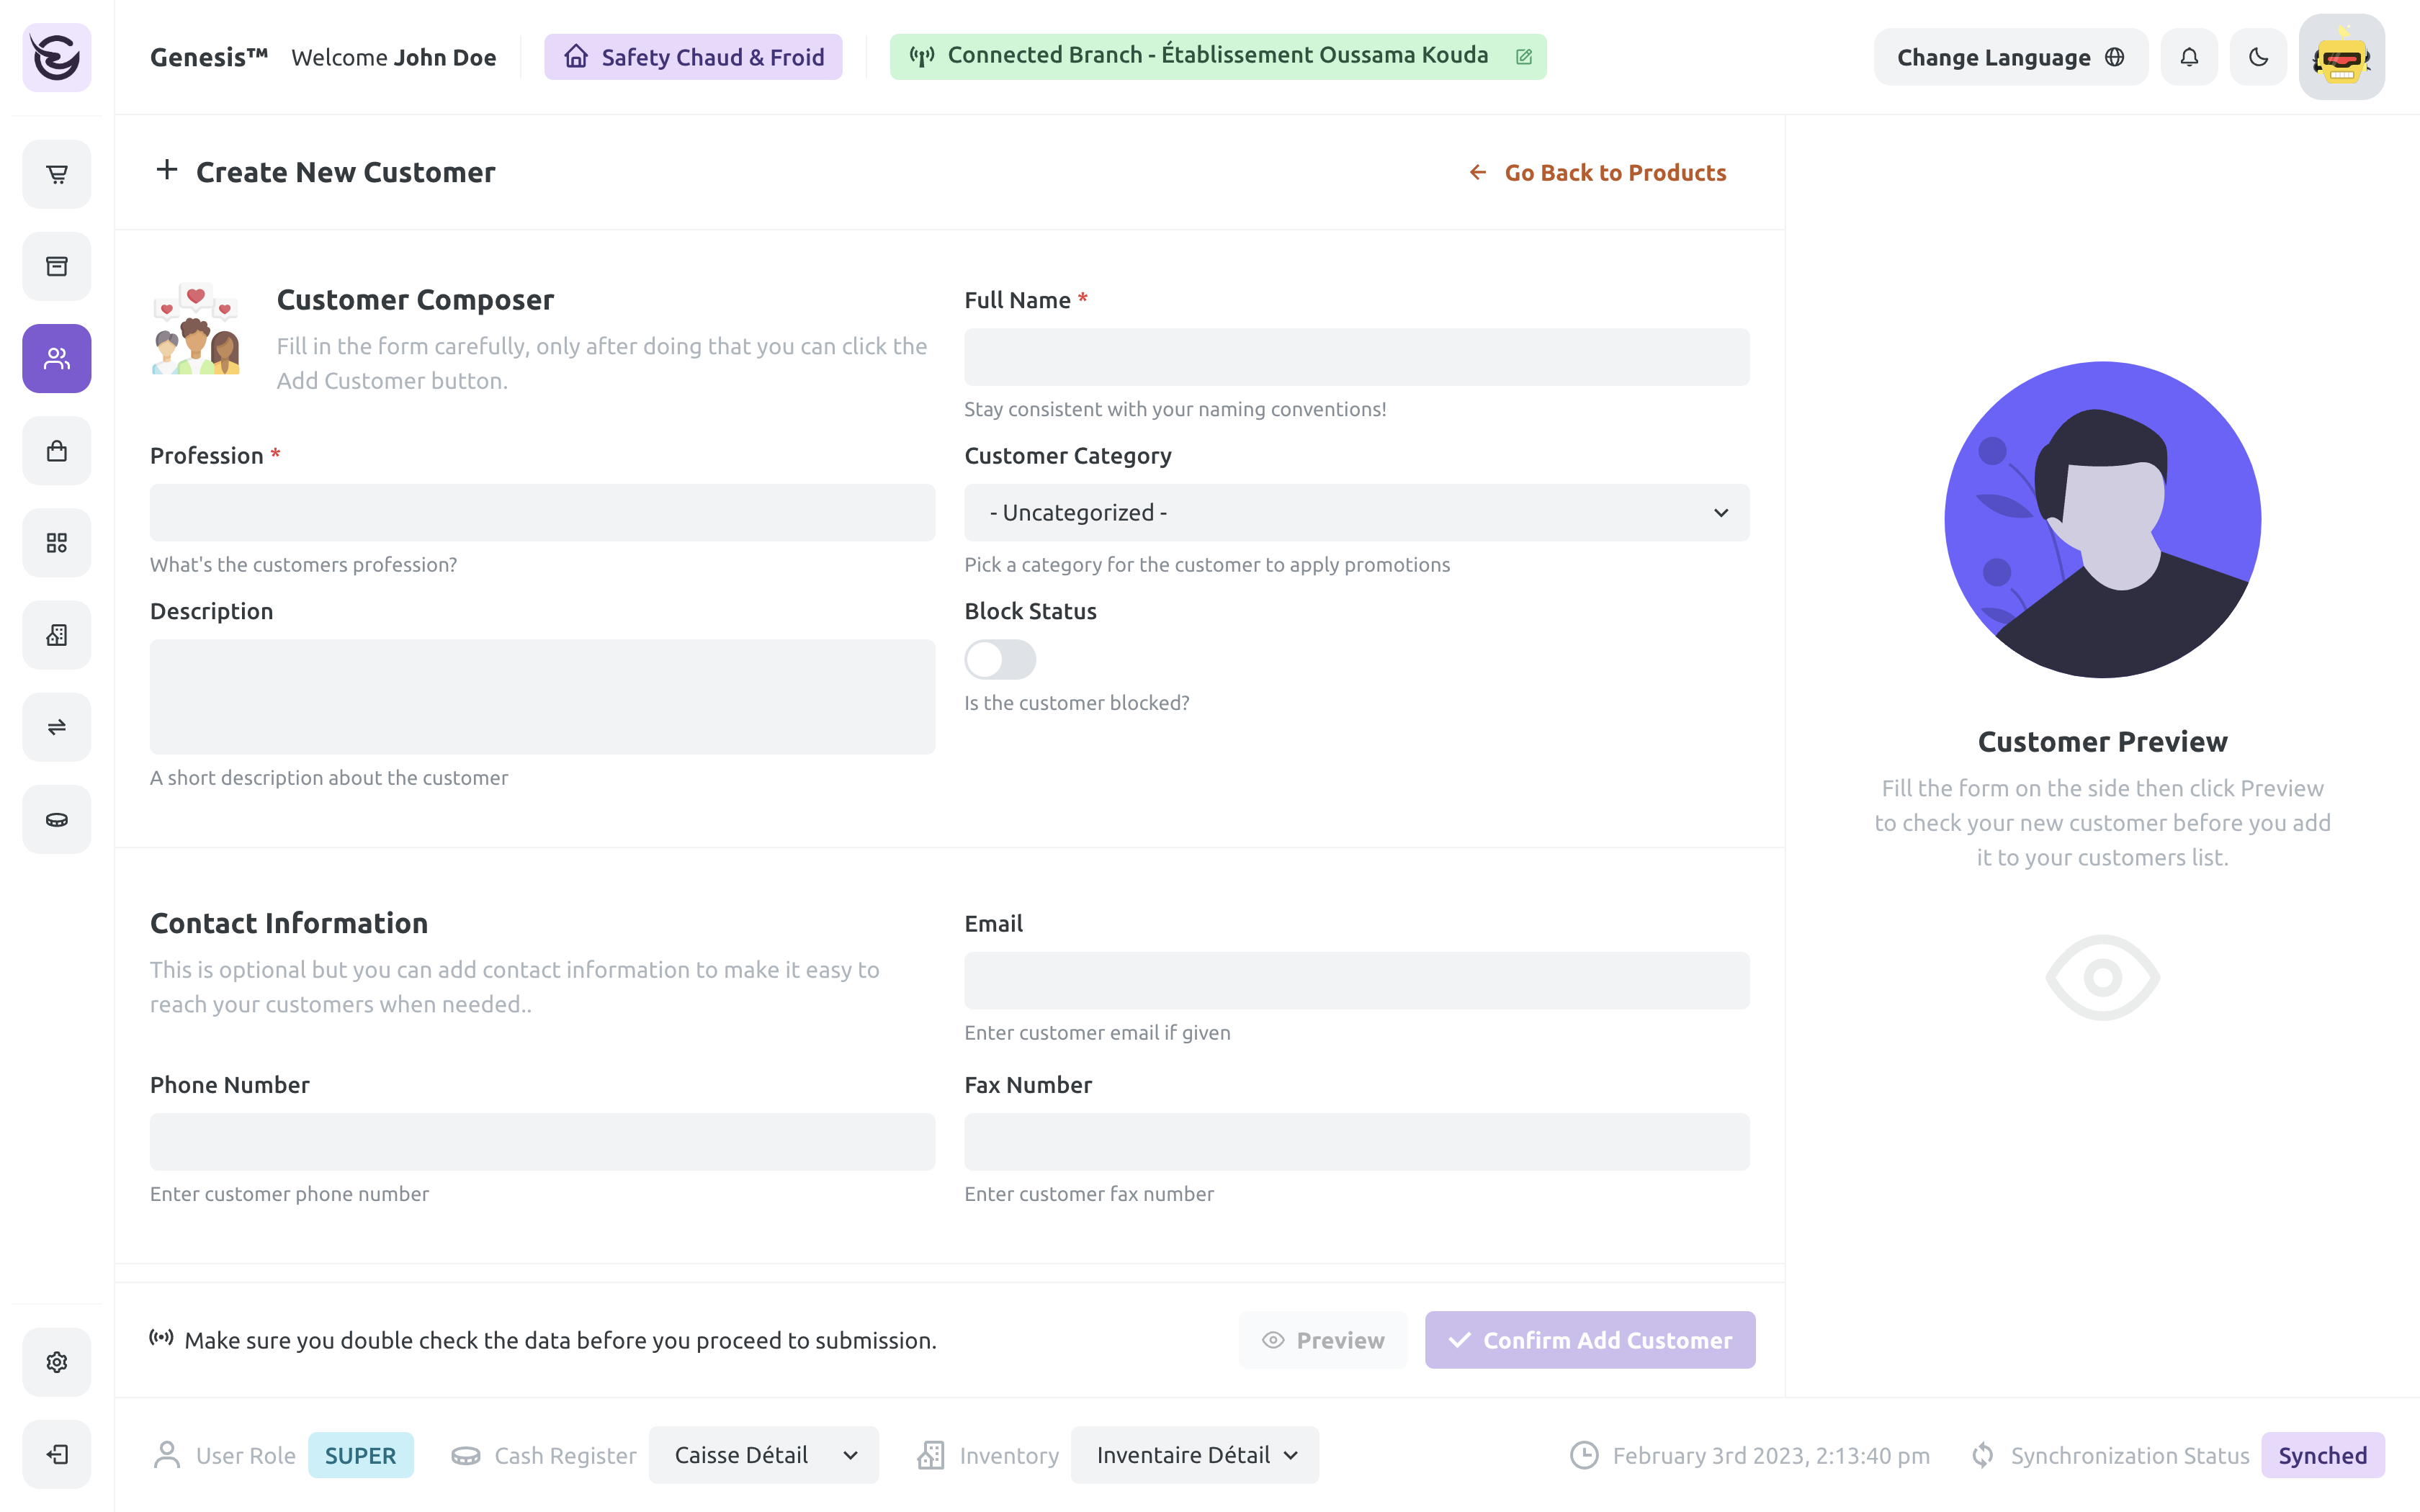 Genesis™ Welcome John Doe
Safety Chaud & Froid
Connected Branch - Établissement Oussama Kouda
Change Language
Create New Customer
Go Back to Products
Customer Composer
Fill in the form carefully, only after doing that you can click the
Add Customer button.
Full Name *
Stay consistent with your naming conventions!
Profession *
What's the customers profession?
Customer Category
- Uncategorized -
Pick a category for the customer to apply promotions
Description
A short description about the customer
Block Status
Is the customer blocked?
Contact Information
This is optional but you can add contact information to make it easy to
reach your customers when needed..
Email
Enter customer email if given
Phone Number
Enter customer phone number
Fax Number
Enter customer fax number
Make sure you double check the data before you proceed to submission.
Preview
Confirm Add Customer
Customer Preview
Fill the form on the side then click Preview
to check your new customer before you add
it to your customers list.
User Role SUPER
Cash Register Caisse Détail
Inventory Inventaire Détail
February 3rd 2023, 2:13:40 pm
Synchronization Status Synched